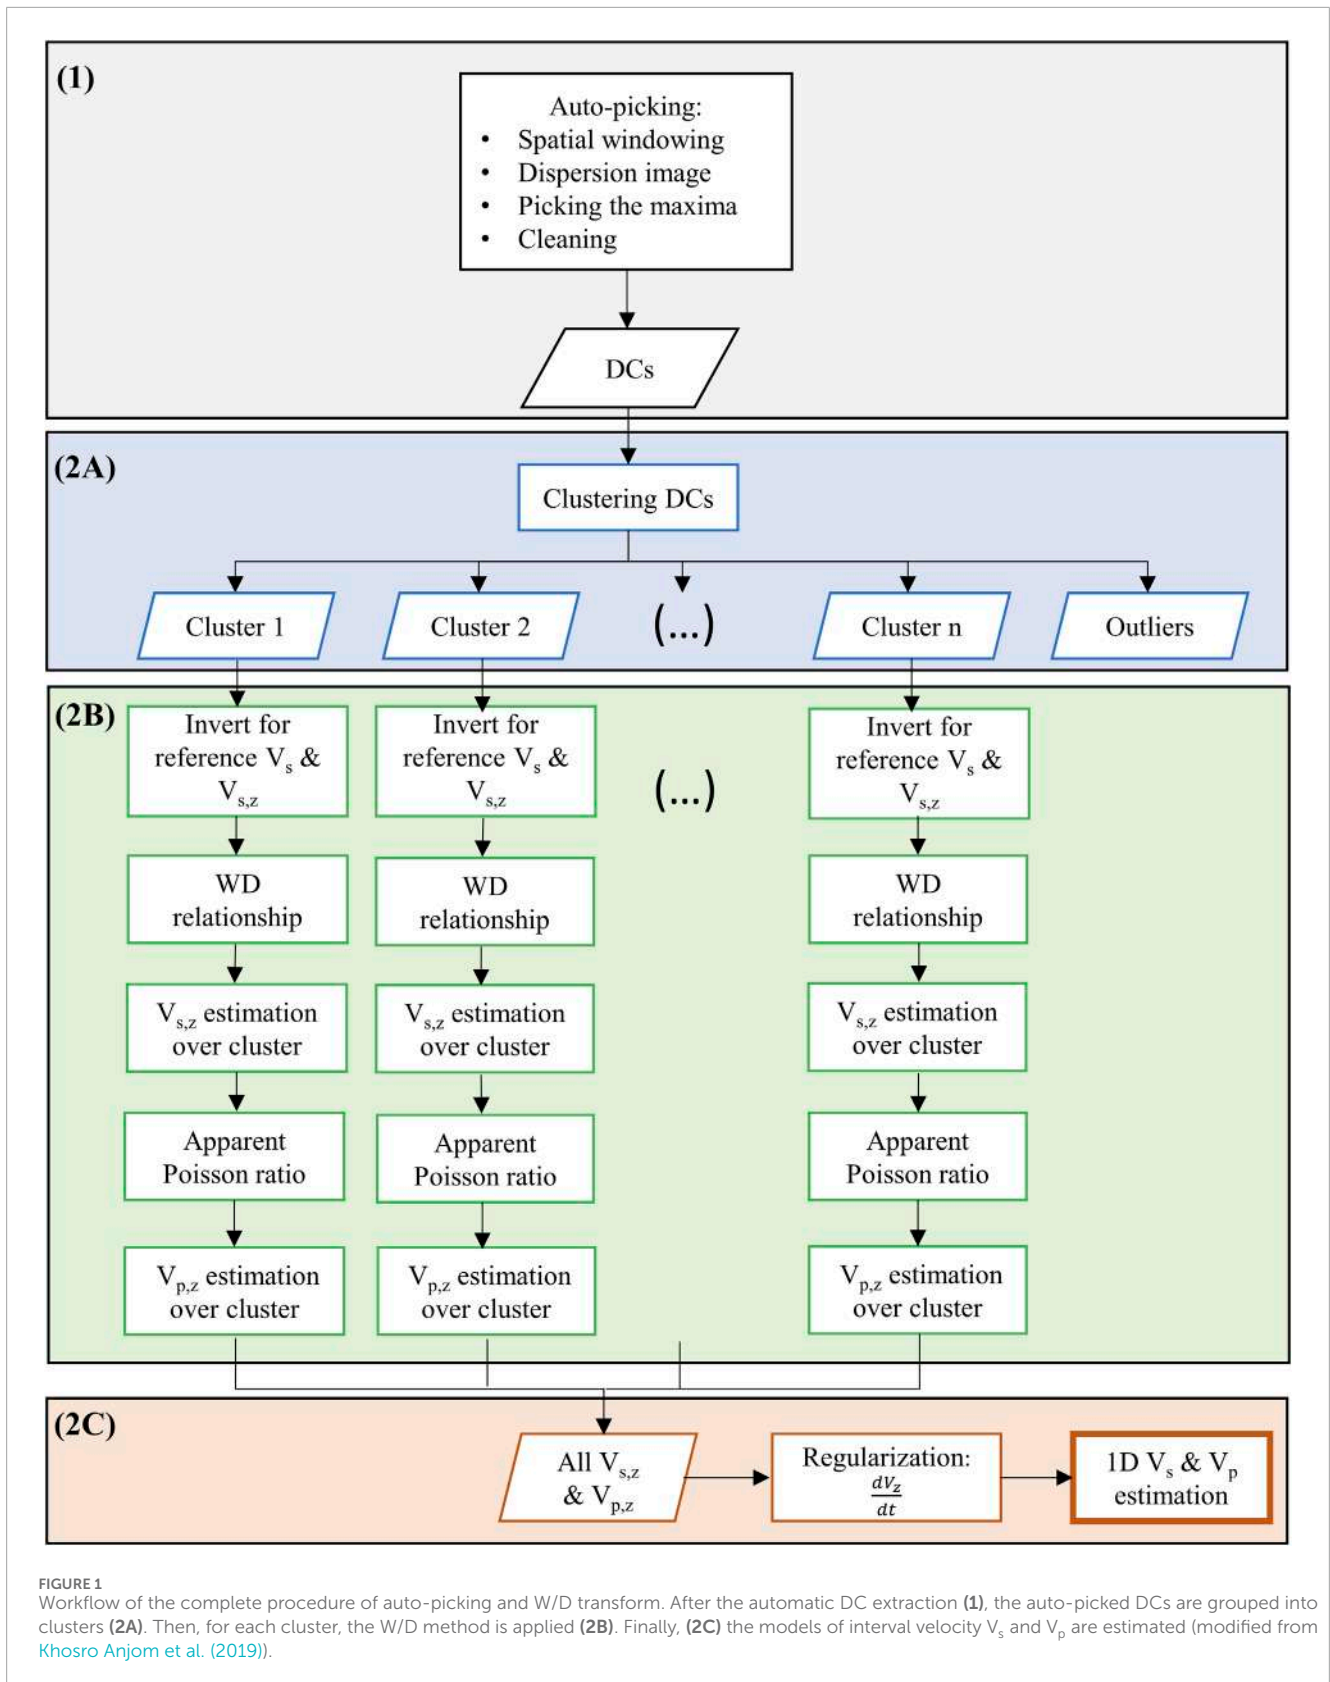 (1)
Auto-picking:
• Spatial windowing
• Dispersion image
• Picking the maxima
• Cleaning
DCs
(2A)
Clustering DCs
Cluster 1
Cluster 2
(...)
Cluster n
Outliers
(2B)
Invert for
reference Vs &
Vs,z
Invert for
reference Vs &
Vs,z
(...)
Invert for
reference Vs &
Vs,z
WD
relationship
WD
relationship
WD
relationship
Vs,z estimation
over cluster
Vs,z estimation
over cluster
Vs,z estimation
over cluster
Apparent
Poisson ratio
Apparent
Poisson ratio
Apparent
Poisson ratio
Vp,z estimation
over cluster
Vp,z estimation
over cluster
Vp,z estimation
over cluster
(2C)
All Vs,z
& Vp,z
Regularization:
dVz
dt
1D Vs & Vp
estimation
FIGURE 1
Workflow of the complete procedure of auto-picking and W/D transform. After the automatic DC extraction (1), the auto-picked DCs are grouped into
clusters (2A). Then, for each cluster, the W/D method is applied (2B). Finally, (2C) the models of interval velocity Vs and Vp are estimated (modified from
Khosro Anjom et al. (2019)).